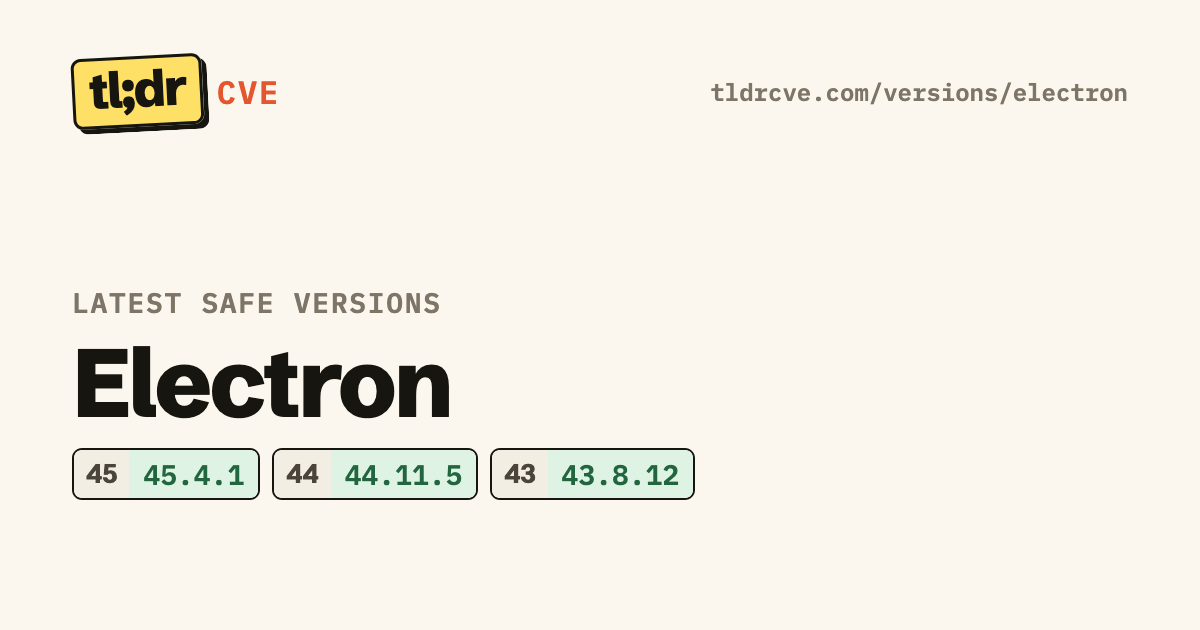 tl;dr CVE
tldrcve.com/versions/electron
LATEST SAFE VERSIONS
Electron
45 45.4.1 44 44.11.5 43 43.8.12